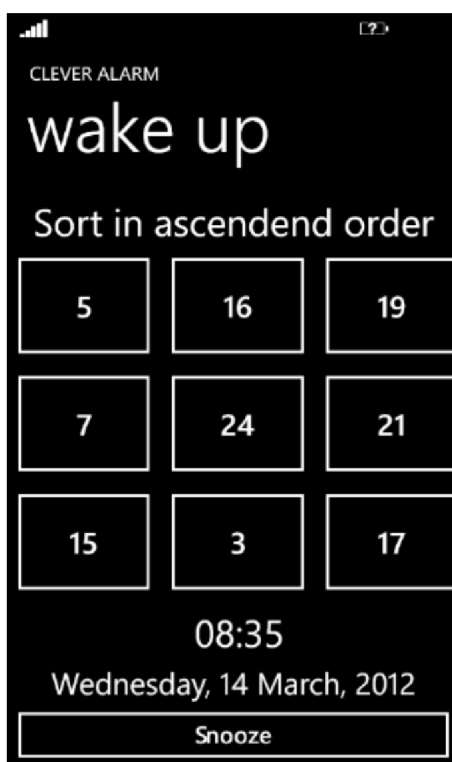 CLEVER ALARM
wake up
Sort in ascendend order
5 16 19
7 24 21
15 3 17
08:35
Wednesday, 14 March, 2012
Snooze